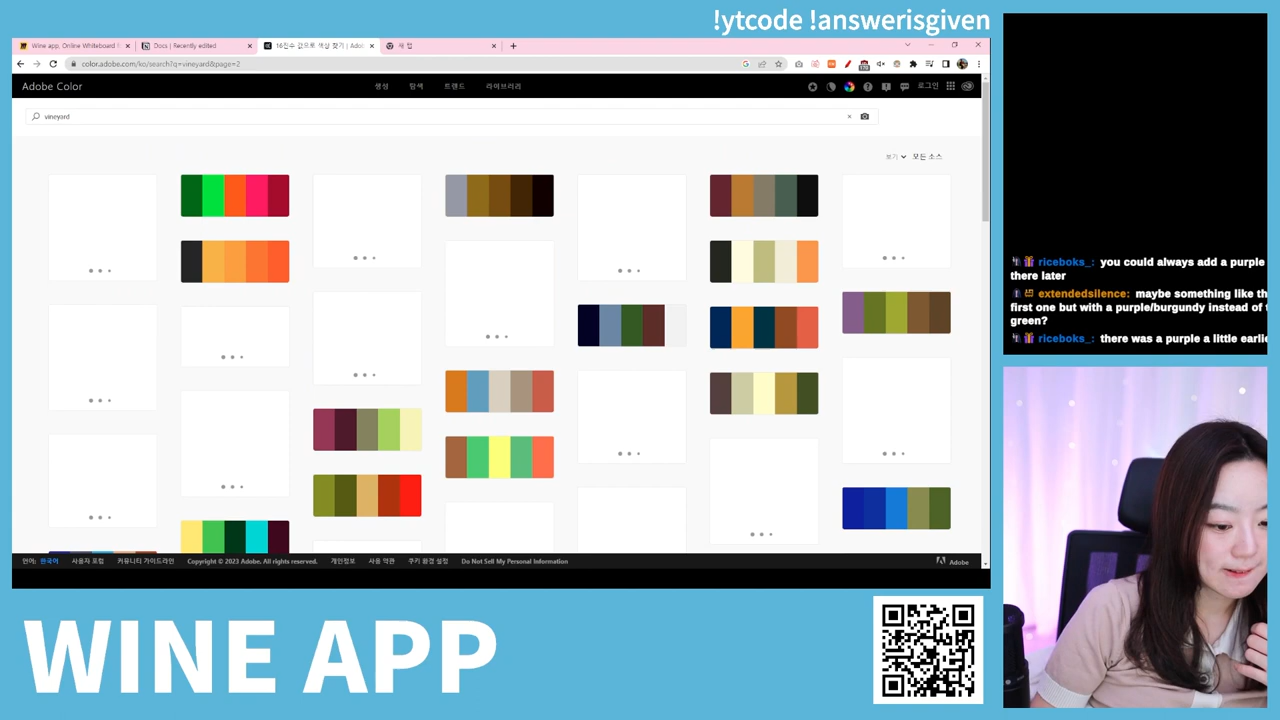 !ytcode !answerisgiven
Wine app, Online Whiteboard
Docs | Recently edited
16진수 값으로 색상 찾기 | Adob
새 탭
color.adobe.com/ko/search?q=vineyard&page=2
Adobe Color
생성
탐색
트렌드
라이브러리
로그인
vineyard
보기
모든 소스
언어:
한국어
사용자 포럼
커뮤니티 가이드라인
Copyright © 2023 Adobe. All rights reserved.
개인정보
사용 약관
쿠키 환경 설정
Do Not Sell My Personal Information
Adobe
riceboks_: you could always add a purple
there later
extendedsilence: maybe something like th
first one but with a purple/burgundy instead of t
green?
riceboks_: there was a purple a little earlie
WINE APP